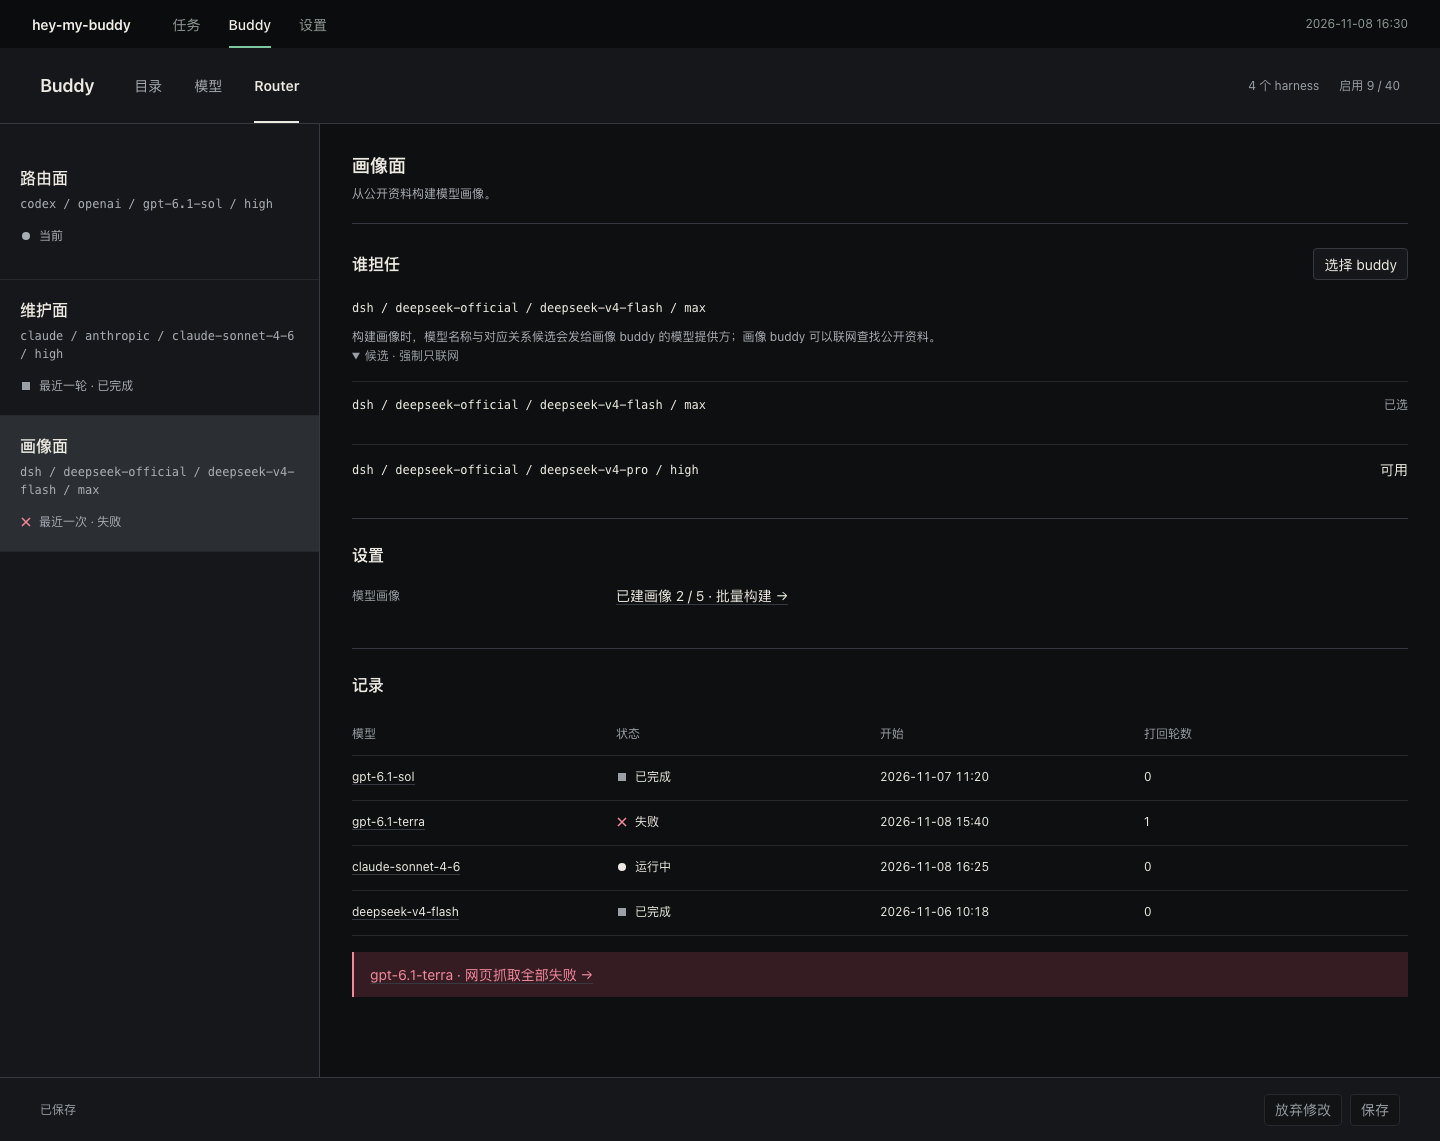 hey-my-buddy 任务 Buddy 设置 2026-11-08 16:30
Buddy 目录 模型 Router 4 个 harness 启用 9 / 40
路由面
codex / openai / gpt-6.1-sol / high
当前
维护面
claude / anthropic / claude-sonnet-4-6
/ high
最近一轮 · 已完成
画像面
dsh / deepseek-official / deepseek-v4-
flash / max
最近一次 · 失败
画像面
从公开资料构建模型画像。
谁担任 选择 buddy
dsh / deepseek-official / deepseek-v4-flash / max
构建画像时，模型名称与对应关系候选会发给画像 buddy 的模型提供方；画像 buddy 可以联网查找公开资料。
▼ 候选 · 强制只联网
dsh / deepseek-official / deepseek-v4-flash / max 已选
dsh / deepseek-official / deepseek-v4-pro / high 可用
设置
模型画像 已建画像 2 / 5 · 批量构建 →
记录
模型 状态 开始 打回轮数
gpt-6.1-sol 已完成 2026-11-07 11:20 0
gpt-6.1-terra 失败 2026-11-08 15:40 1
claude-sonnet-4-6 运行中 2026-11-08 16:25 0
deepseek-v4-flash 已完成 2026-11-06 10:18 0
gpt-6.1-terra · 网页抓取全部失败 →
已保存 放弃修改 保存